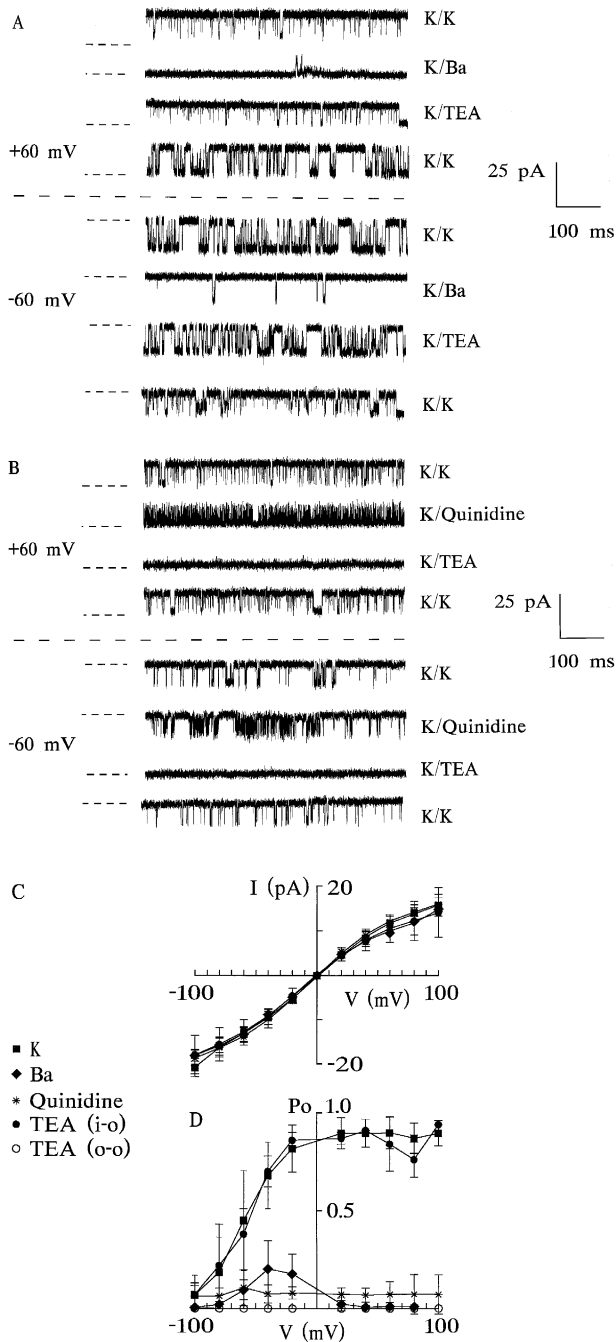 A
K/K
K/Ba
K/TEA
+60 mV
K/K
25 pA
100 ms
K/K
-60 mV
K/Ba
K/TEA
K/K
B
K/K
K/Quinidine
+60 mV
K/TEA
K/K
25 pA
100 ms
K/K
K/Quinidine
-60 mV
K/TEA
K/K
C
I (pA)
20
-100
V (mV)
100
-20
K
Ba
Quinidine
TEA (i-o)
TEA (o-o)
D
Po
1.0
0.5
-100
V (mV)
100